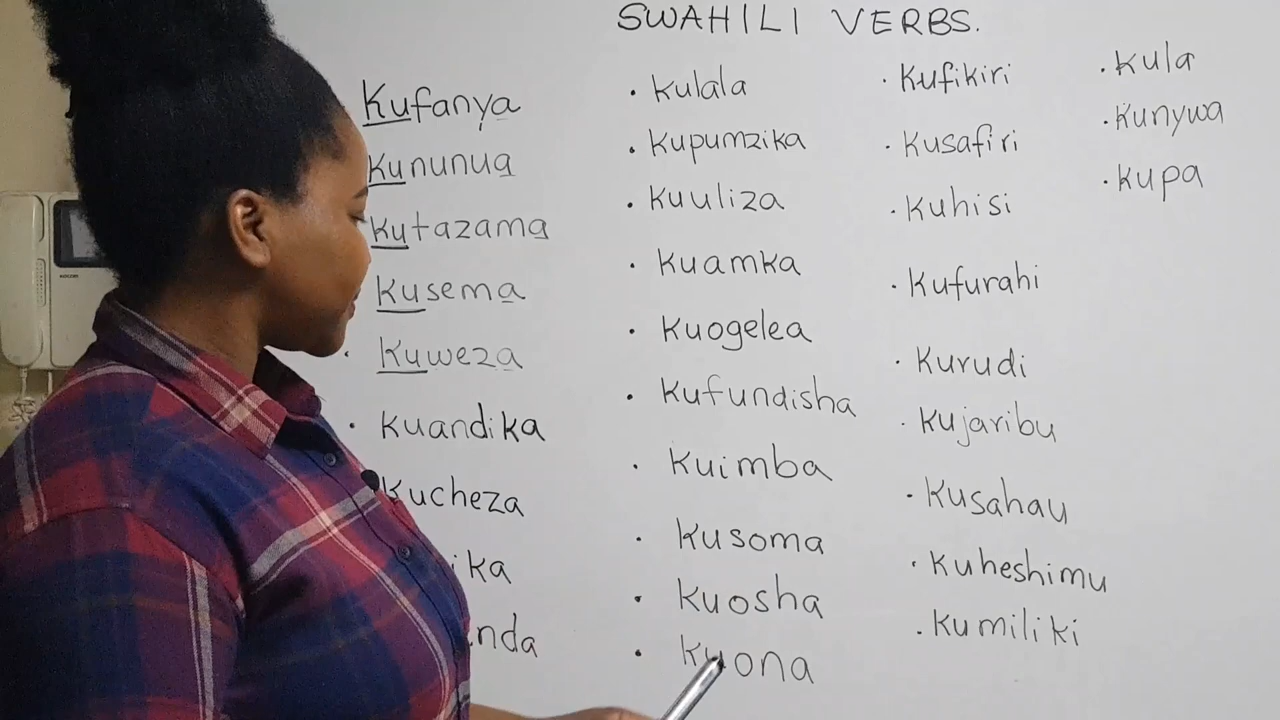 SWAHILI VERBS.
Kufanya
Kununua
Kutazama
Kusema
Kuweza
Kuandika
Kucheza
Kulala
Kupumzika
Kuuliza
Kuamka
Kuogelea
Kufundisha
Kuimba
Kusoma
Kuosha
Kuona
Kufikiri
Kusafiri
Kuhisi
Kufurahi
Kurudi
Kujaribu
Kusahau
Kuheshimu
Kumiliki
Kula
Kunywa
Kupa